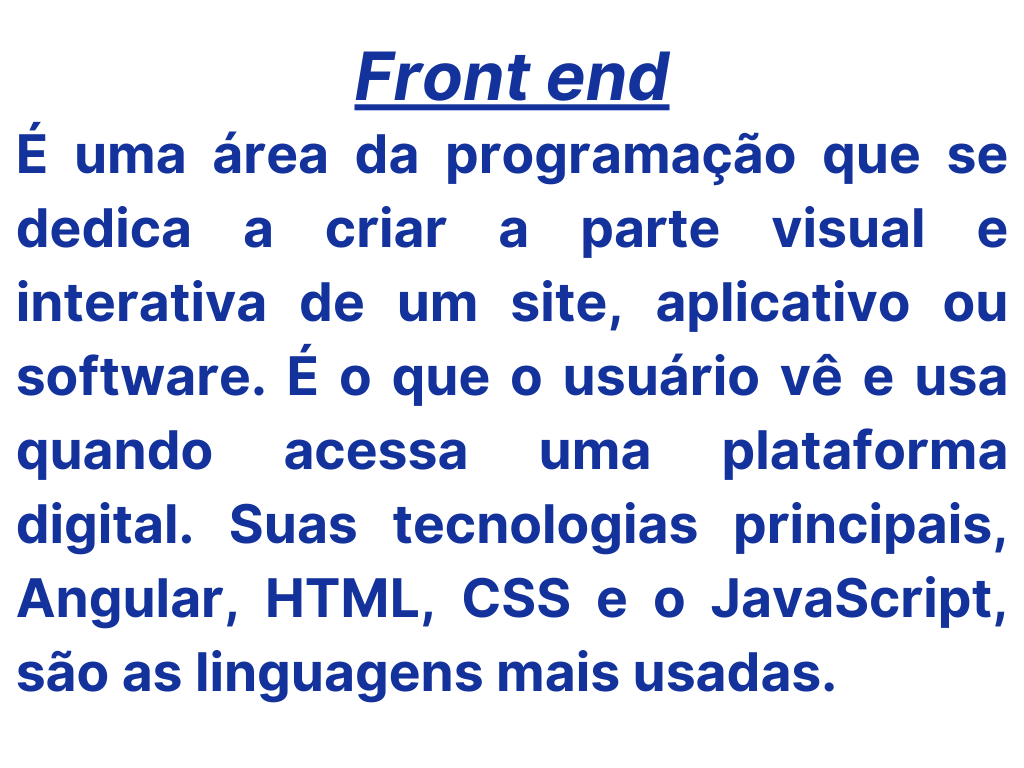 Front end
É uma área da programação que se
dedica a criar a parte visual e
interativa de um site, aplicativo ou
software. É o que o usuário vê e usa
quando acessa uma plataforma
digital. Suas tecnologias principais,
Angular, HTML, CSS e o JavaScript,
são as linguagens mais usadas.